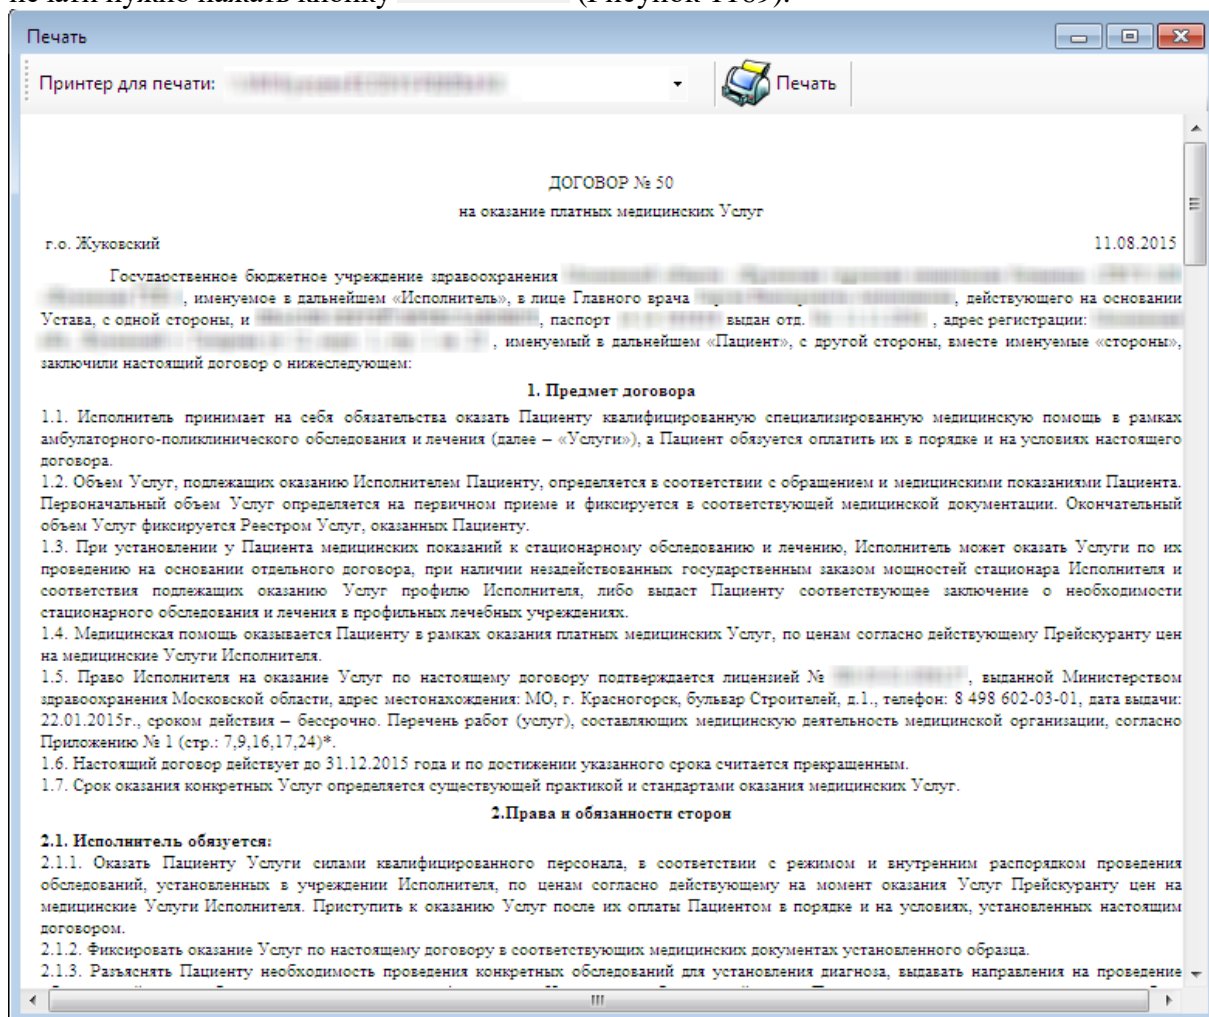 печати нужно нажать кнопку (Рисунок 1189).
Печать
Принтер для печати:
Печать
ДОГОВОР № 50
на оказание платных медицинских Услуг
г.о. Жуковский 11.08.2015
Государственное бюджетное учреждение здравоохранения
, именуемое в дальнейшем «Исполнитель», в лице Главного врача , действующего на основании
Устава, с одной стороны, и , паспорт выдан отд. , адрес регистрации:
, именуемый в дальнейшем «Пациент», с другой стороны, вместе именуемые «стороны»,
заключили настоящий договор о нижеследующем:
1. Предмет договора
1.1. Исполнитель принимает на себя обязательства оказать Пациенту квалифицированную специализированную медицинскую помощь в рамках
амбулаторного-поликлинического обследования и лечения (далее – «Услуги»), а Пациент обязуется оплатить их в порядке и на условиях настоящего
договора.
1.2. Объем Услуг, подлежащих оказанию Исполнителем Пациенту, определяется в соответствии с обращением и медицинскими показаниями Пациента.
Первоначальный объем Услуг определяется на первичном приеме и фиксируется в соответствующей медицинской документации. Окончательный
объем Услуг фиксируется Реестром Услуг, оказанных Пациенту.
1.3. При установлении у Пациента медицинских показаний к стационарному обследованию и лечению, Исполнитель может оказать Услуги по их
проведению на основании отдельного договора, при наличии незадействованных государственным заказом мощностей стационара Исполнителя и
соответствия подлежащих оказанию Услуг профилю Исполнителя, либо выдаст Пациенту соответствующее заключение о необходимости
стационарного обследования и лечения в профильных лечебных учреждениях.
1.4. Медицинская помощь оказывается Пациенту в рамках оказания платных медицинских Услуг, по ценам согласно действующему Прейскуранту цен
на медицинские Услуги Исполнителя.
1.5. Право Исполнителя на оказание Услуг по настоящему договору подтверждается лицензией № , выданной Министерством
здравоохранения Московской области, адрес местонахождения: МО, г. Красногорск, бульвар Строителей, д.1., телефон: 8 498 602-03-01, дата выдачи:
22.01.2015г., сроком действия – бессрочно. Перечень работ (услуг), составляющих медицинскую деятельность медицинской организации, согласно
Приложению № 1 (стр.: 7,9,16,17,24)*.
1.6. Настоящий договор действует до 31.12.2015 года и по достижении указанного срока считается прекращенным.
1.7. Срок оказания конкретных Услуг определяется существующей практикой и стандартами оказания медицинских Услуг.
2.Права и обязанности сторон
2.1. Исполнитель обязуется:
2.1.1. Оказать Пациенту Услуги силами квалифицированного персонала, в соответствии с режимом и внутренним распорядком проведения
обследований, установленных в учреждении Исполнителя, по ценам согласно действующему на момент оказания Услуг Прейскуранту цен на
медицинские Услуги Исполнителя. Приступить к оказанию Услуг после их оплаты Пациентом в порядке и на условиях, установленных настоящим
договором.
2.1.2. Фиксировать оказание Услуг по настоящему договору в соответствующих медицинских документах установленного образца.
2.1.3. Разъяснять Пациенту необходимость проведения конкретных обследований для установления диагноза, выдавать направления на проведение